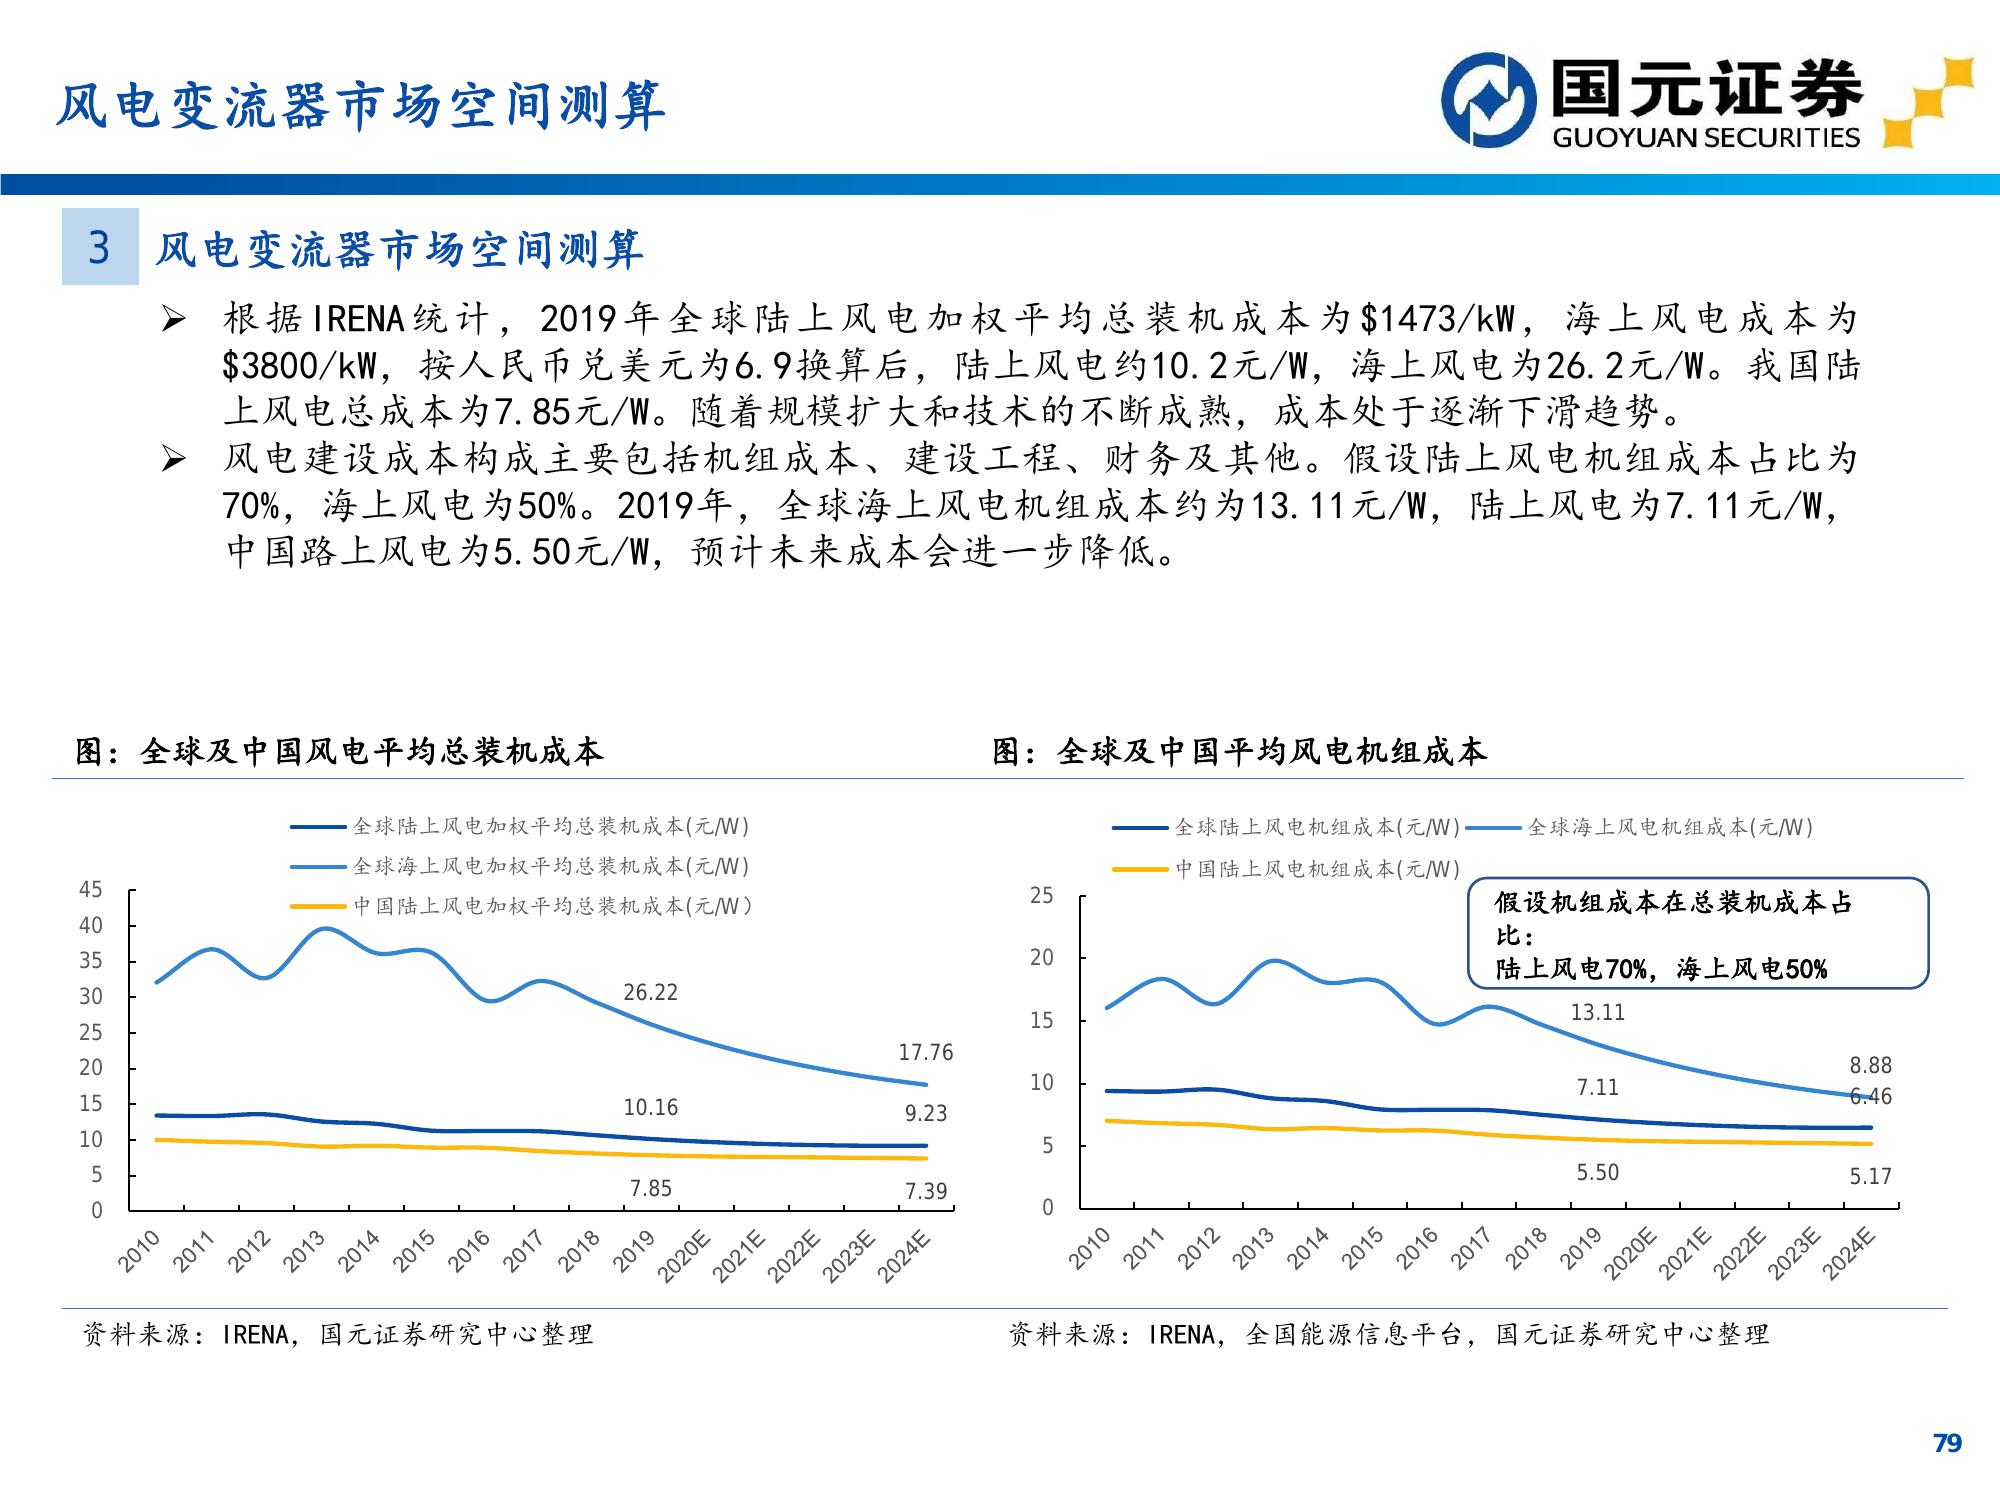 风电变流器市场空间测算
国元证券
GUOYUAN SECURITIES
3
风电变流器市场空间测算
➢ 根据IRENA统计，2019年全球陆上风电加权平均总装机成本为$1473/kW，海上风电成本为
$3800/kW，按人民币兑美元为6.9换算后，陆上风电约10.2元/W，海上风电为26.2元/W。我国陆
上风电总成本为7.85元/W。随着规模扩大和技术的不断成熟，成本处于逐渐下滑趋势。
➢ 风电建设成本构成主要包括机组成本、建设工程、财务及其他。假设陆上风电机组成本占比为
70%，海上风电为50%。2019年，全球海上风电机组成本约为13.11元/W，陆上风电为7.11元/W，
中国路上风电为5.50元/W，预计未来成本会进一步降低。
图：全球及中国风电平均总装机成本
全球陆上风电加权平均总装机成本(元/W)
全球海上风电加权平均总装机成本(元/W)
中国陆上风电加权平均总装机成本(元/W）
45
40
35
30
25
20
15
10
5
0
26.22
17.76
10.16
9.23
7.85
7.39
2010 2011 2012 2013 2014 2015 2016 2017 2018 2019 2020E 2021E 2022E 2023E 2024E
资料来源：IRENA，国元证券研究中心整理
图：全球及中国平均风电机组成本
全球陆上风电机组成本(元/W) 全球海上风电机组成本(元/W)
中国陆上风电机组成本(元/W)
假设机组成本在总装机成本占
比：
陆上风电70%，海上风电50%
25
20
15
10
5
0
13.11
8.88
7.11
6.46
5.50
5.17
2010 2011 2012 2013 2014 2015 2016 2017 2018 2019 2020E 2021E 2022E 2023E 2024E
资料来源：IRENA，全国能源信息平台，国元证券研究中心整理
79